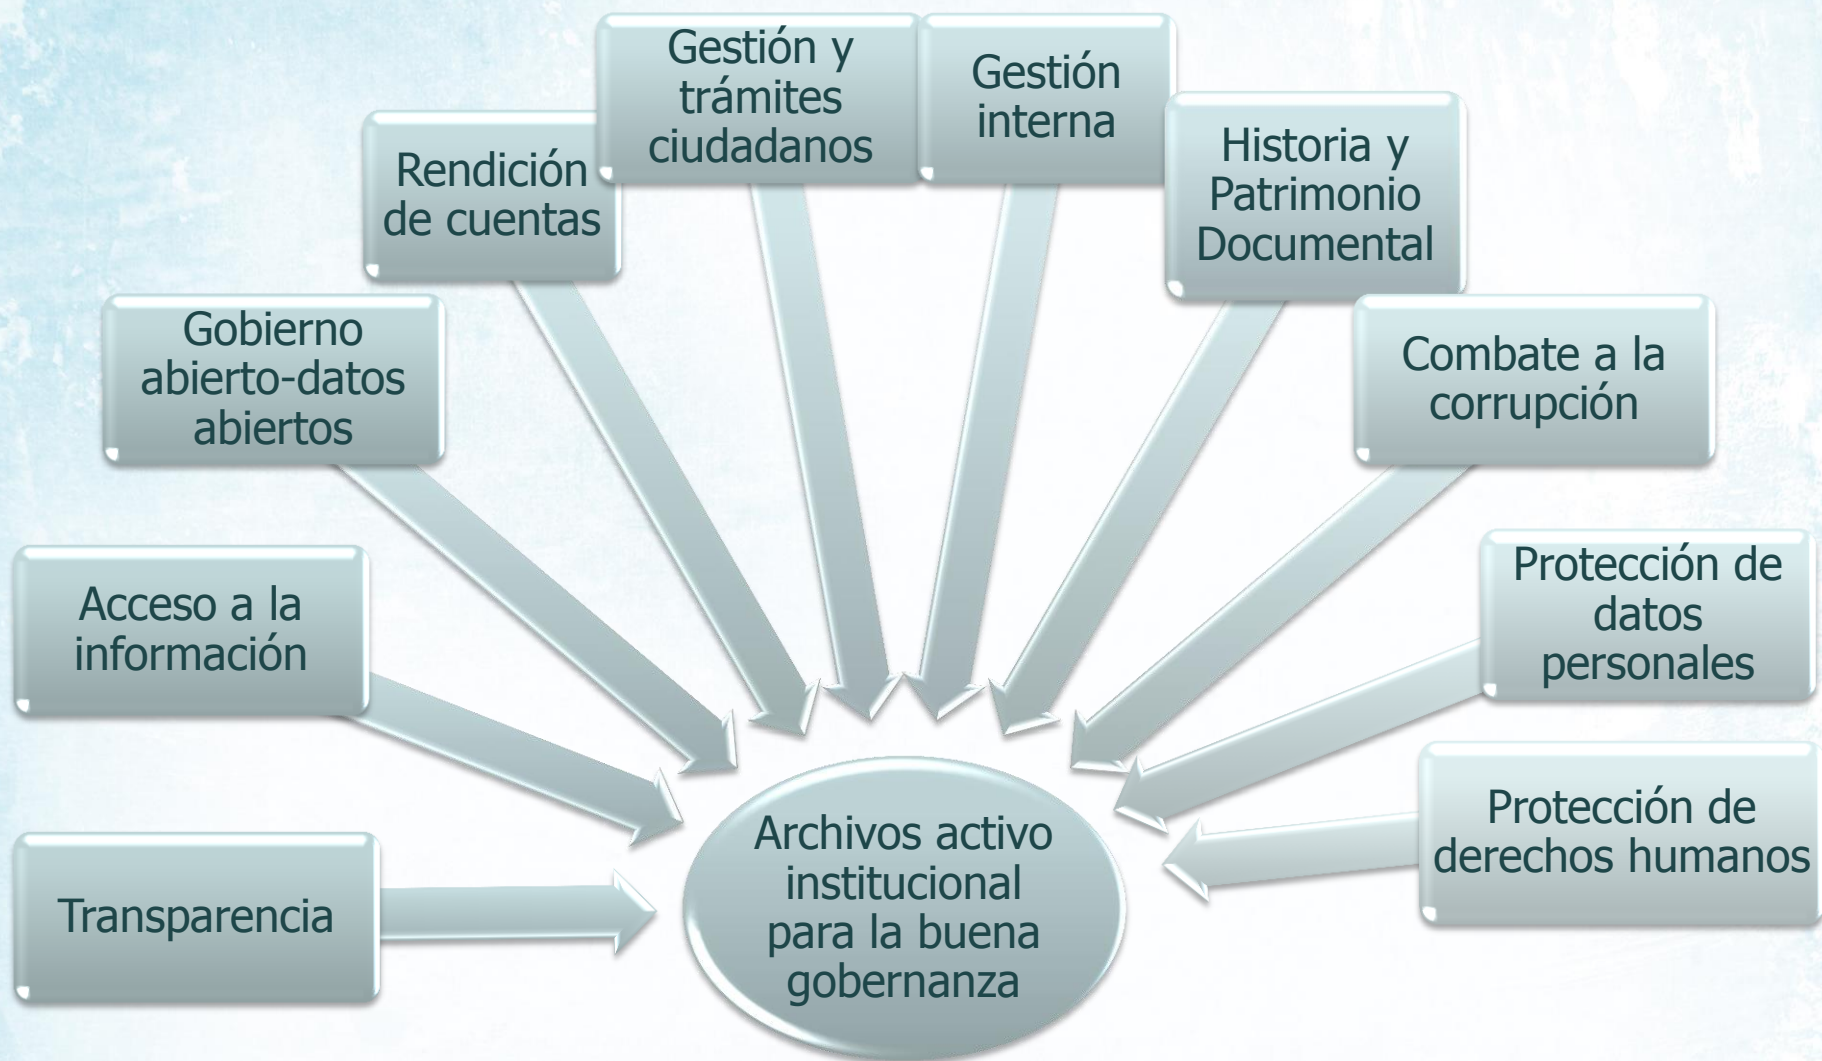 Gestión y
trámites
ciudadanos
Gestión
interna
Rendición
de cuentas
Historia y
Patrimonio
Documental
Gobierno
abierto-datos
abiertos
Combate a la
corrupción
Acceso a la
información
Protección de
datos
personales
Transparencia
Archivos activo
institucional
para la buena
gobernanza
Protección de
derechos humanos